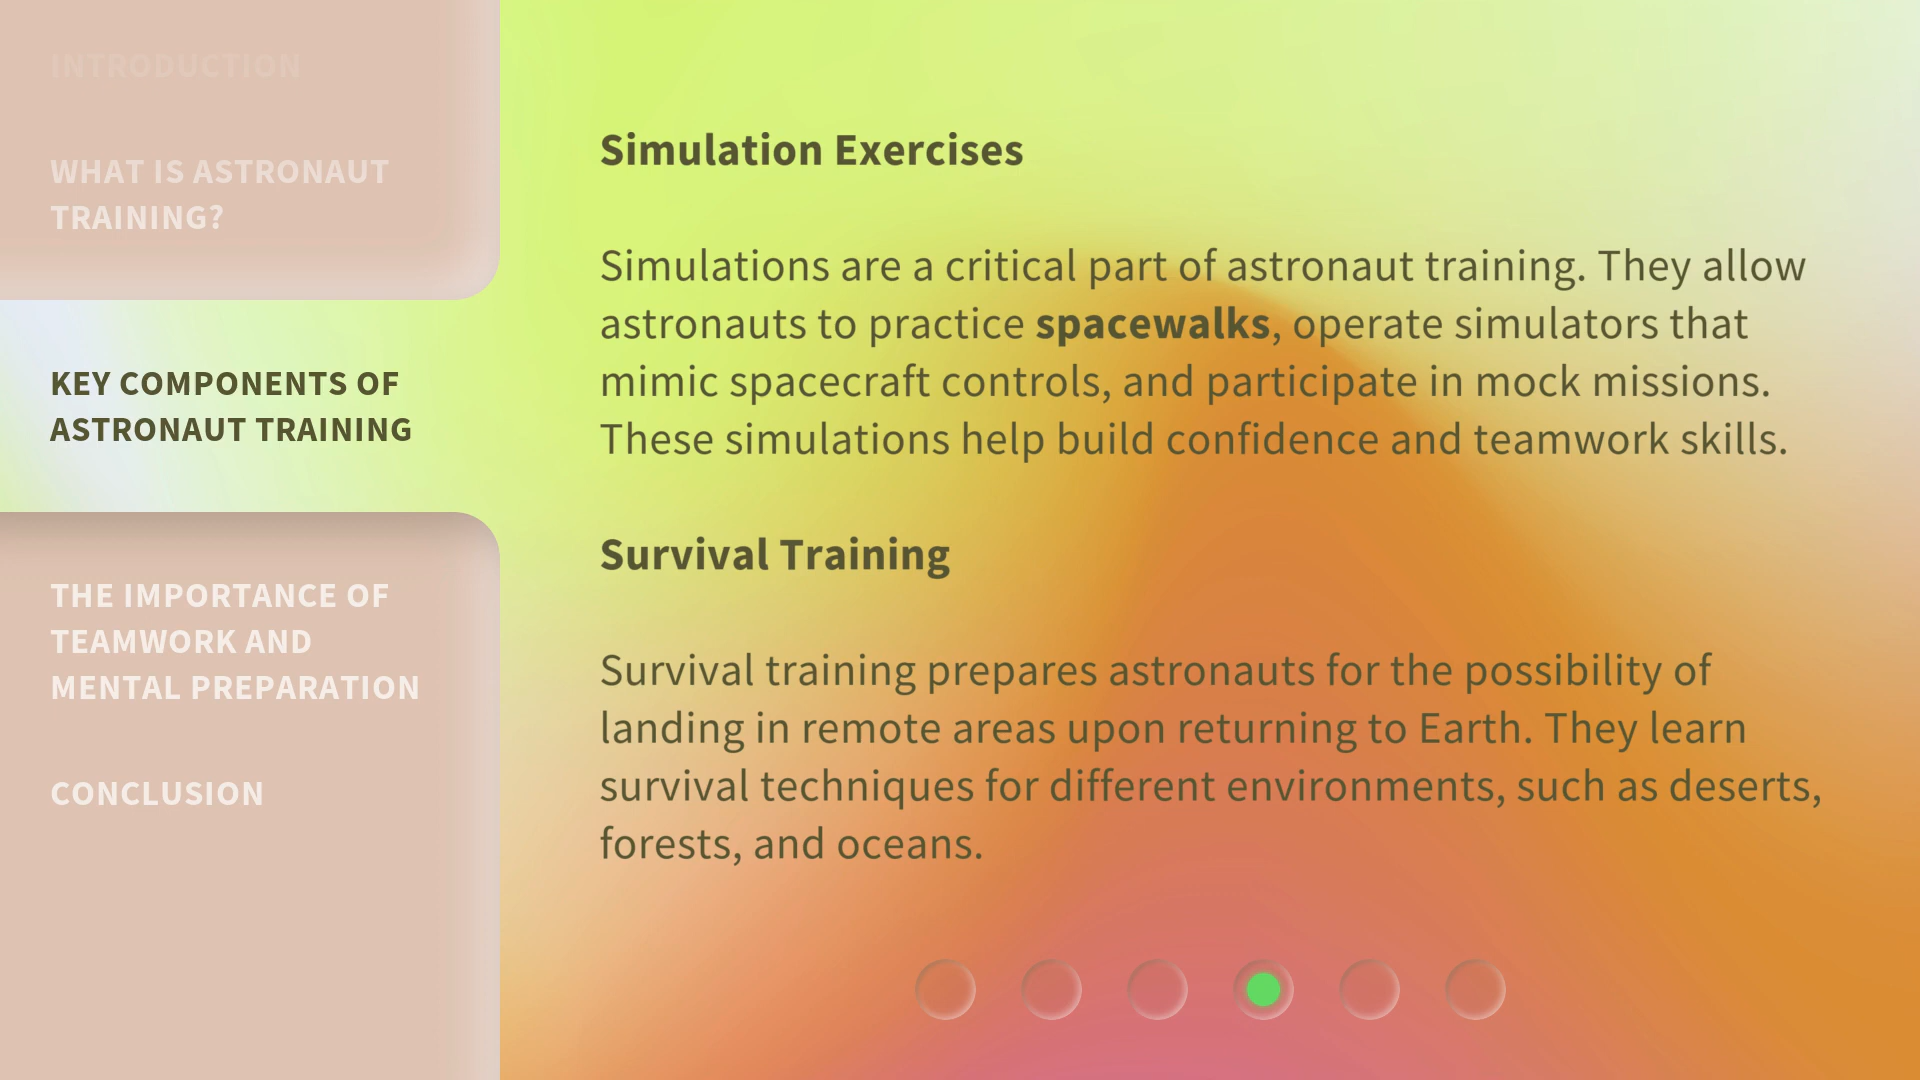 INTRODUCTION
WHAT IS ASTRONAUT
TRAINING?
KEY COMPONENTS OF
ASTRONAUT TRAINING
THE IMPORTANCE OF
TEAMWORK AND
MENTAL PREPARATION
CONCLUSION
Simulation Exercises
Simulations are a critical part of astronaut training. They allow
astronauts to practice spacewalks, operate simulators that
mimic spacecraft controls, and participate in mock missions.
These simulations help build confidence and teamwork skills.
Survival Training
Survival training prepares astronauts for the possibility of
landing in remote areas upon returning to Earth. They learn
survival techniques for different environments, such as deserts,
forests, and oceans.